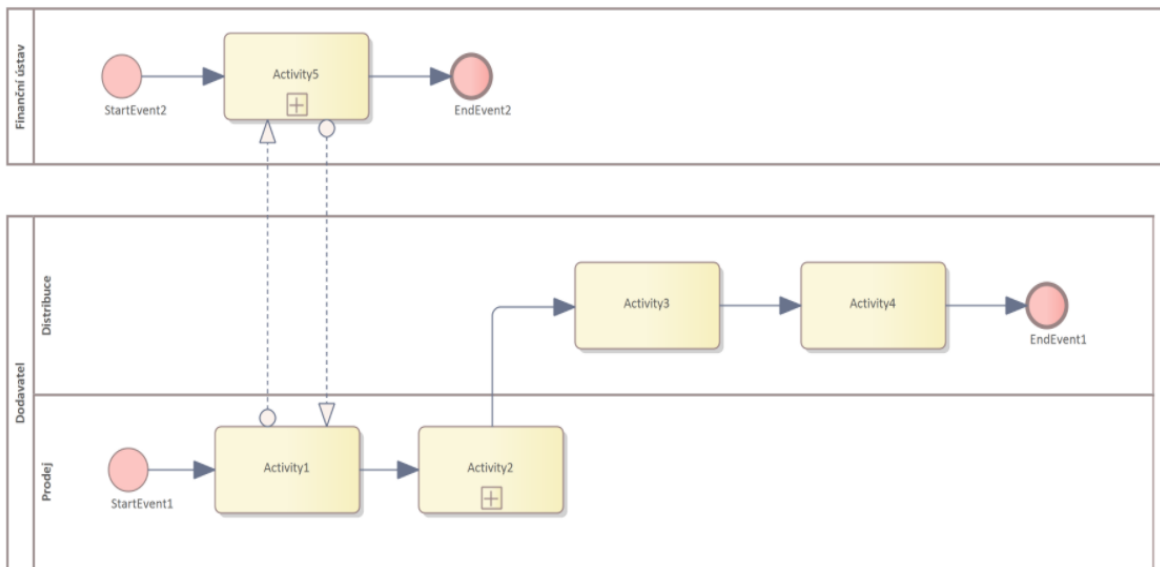 Finanční ústav
Activity5
StartEvent2
EndEvent2
Dodavatel
Distribuce
Activity3
Activity4
EndEvent1
Prodej
Activity1
Activity2
StartEvent1